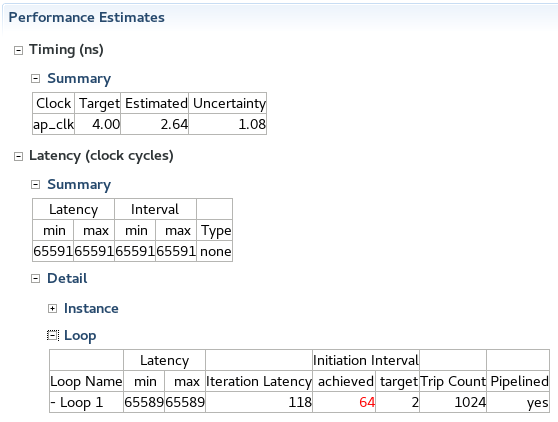 Performance Estimates
Timing (ns)
Summary
Clock Target Estimated Uncertainty
ap_clk 4.00 2.64 1.08
Latency (clock cycles)
Summary
Latency Interval
min max min max Type
65591 65591 65591 65591 none
Detail
Instance
Loop
Latency Initiation Interval
Loop Name min max Iteration Latency achieved target Trip Count Pipelined
- Loop 1 65589 65589 118 64 2 1024 yes